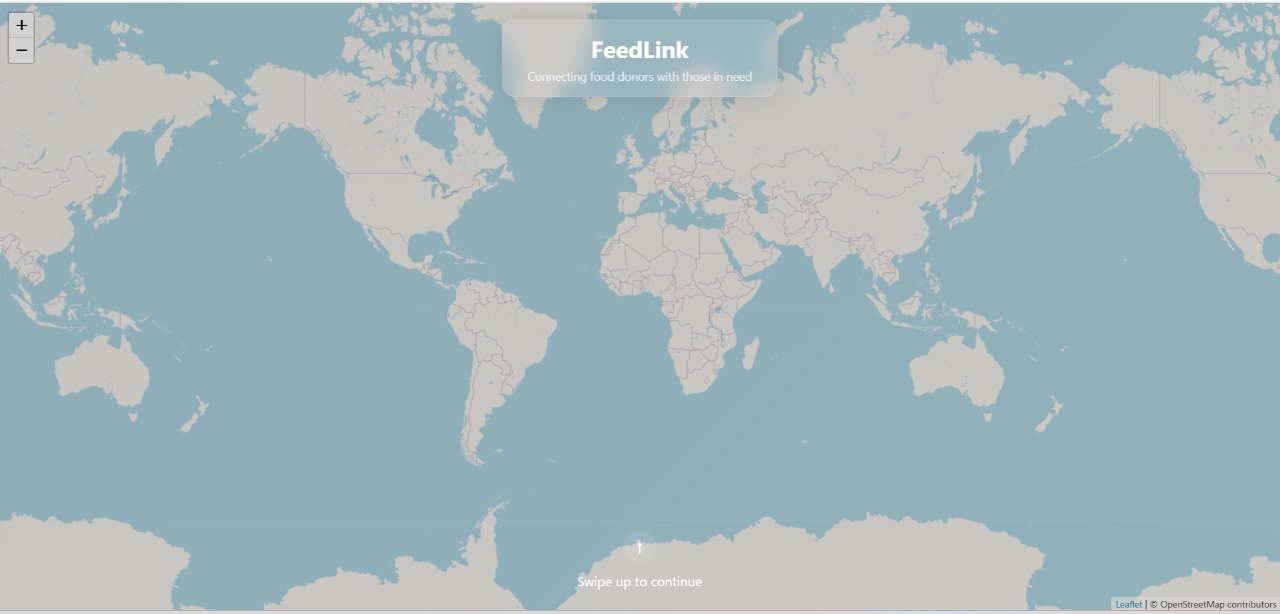 +
−
FeedLink
Connecting food donors with those in need
↑
Swipe up to continue
Leaflet | © OpenStreetMap contributors